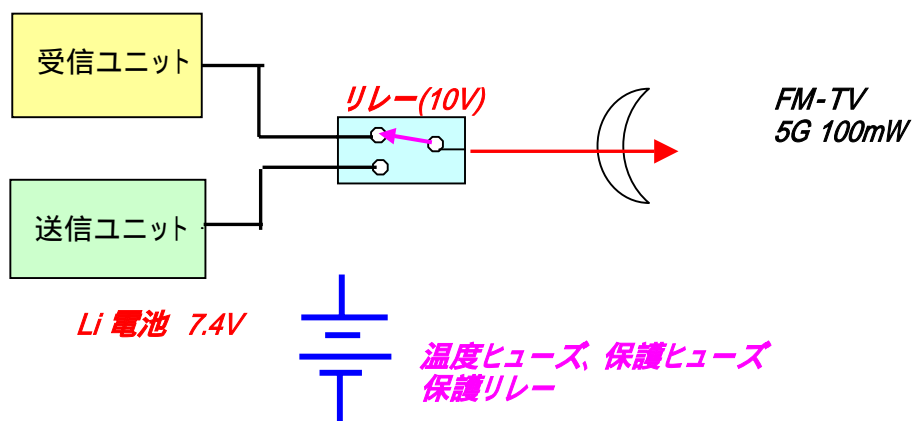 受信ユニット
リレー(10V)
FM-TV
5G 100mW
送信ユニット
Li 電池 7.4V
温度ヒューズ、保護ヒューズ
保護リレー